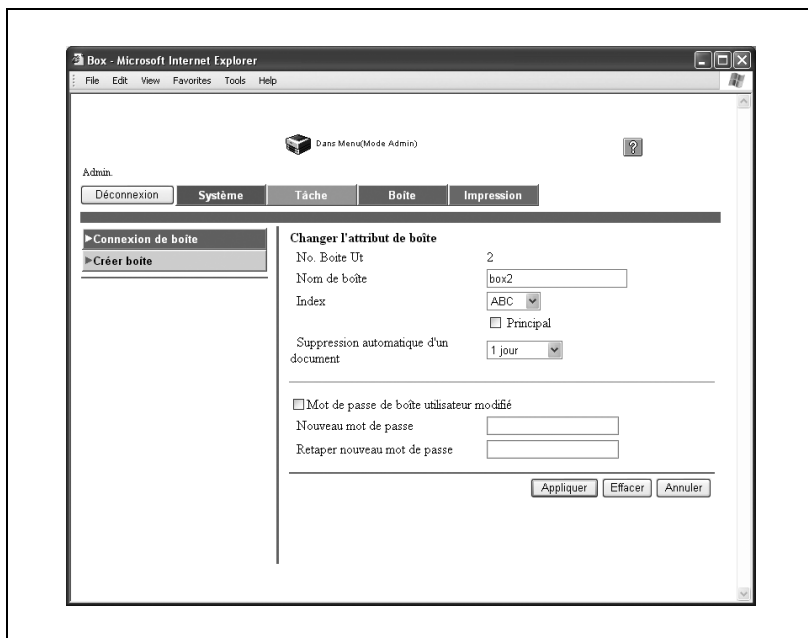 Box - Microsoft Internet Explorer
File Edit View Favorites Tools Help
Dans Menu(Mode Admin)
?
Admin.
Déconnexion Système Tâche Boîte Impression
Connexion de boîte
Créer boîte
Changer l'attribut de boîte
No. Boite Ut 2
Nom de boîte box2
Index ABC
Principal
Suppression automatique d'un document 1 jour
Mot de passe de boîte utilisateur modifié
Nouveau mot de passe
Retaper nouveau mot de passe
Appliquer Effacer Annuler